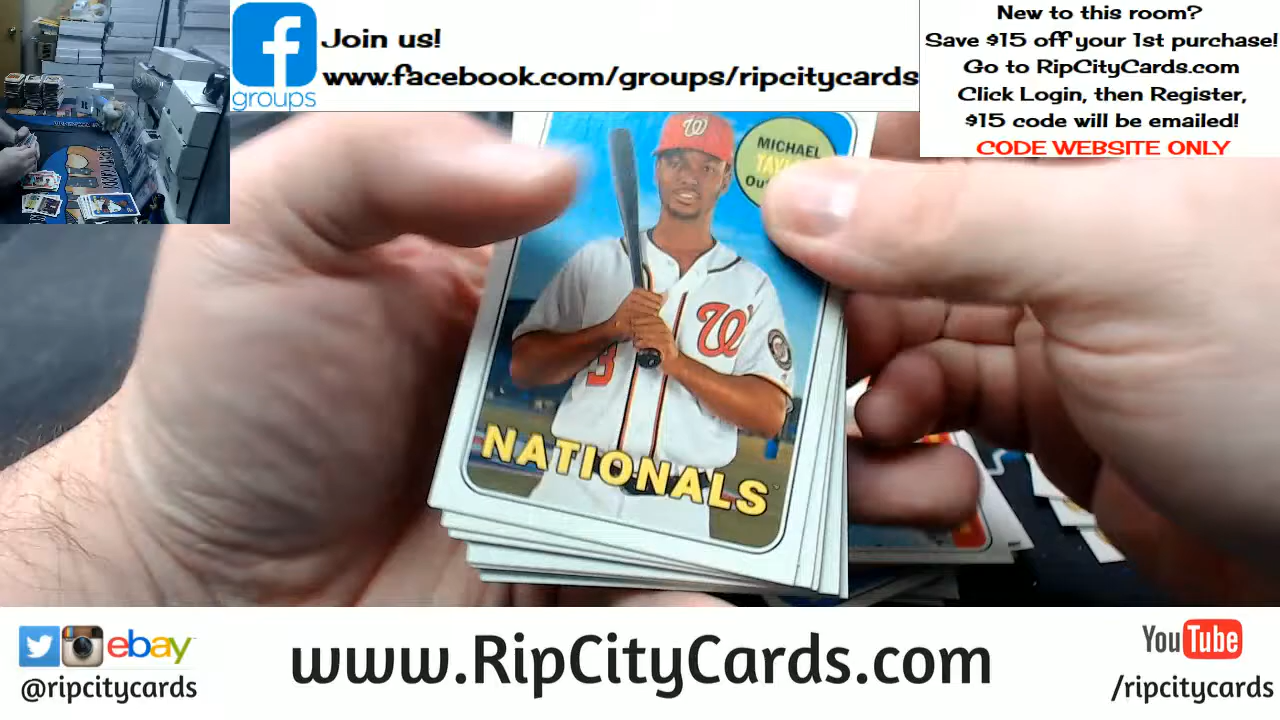 f
groups
Join us!
www.facebook.com/groups/ripcitycards
New to this room?
Save $15 off your 1st purchase!
Go to RipCityCards.com
Click Login, then Register,
$15 code will be emailed!
CODE WEBSITE ONLY
W
MICHAEL
W
3
NATIONALS
ebay
@ripcitycards
www.RipCityCards.com
YouTube
/ripcitycards